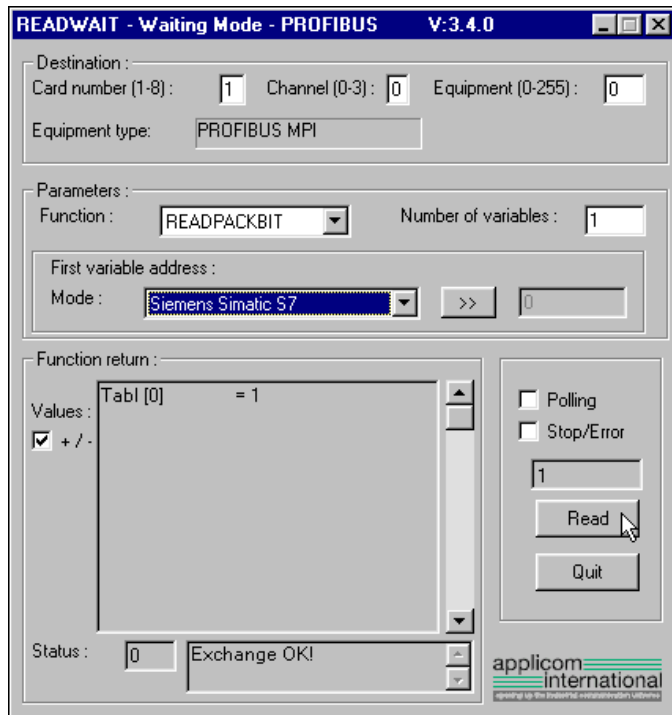 READWAIT - Waiting Mode - PROFIBUS V:3.4.0
Destination :
Card number (1-8) : 1 Channel (0-3) : 0 Equipment (0-255) : 0
Equipment type: PROFIBUS MPI
Parameters :
Function : READPACKBIT Number of variables : 1
First variable address :
Mode : Siemens Simatic S7 >> 0
Function return :
Tabl [0] = 1
Values :
+ / -
Polling
Stop/Error
1
Read
Quit
Status : 0 Exchange OK!
applicom
international